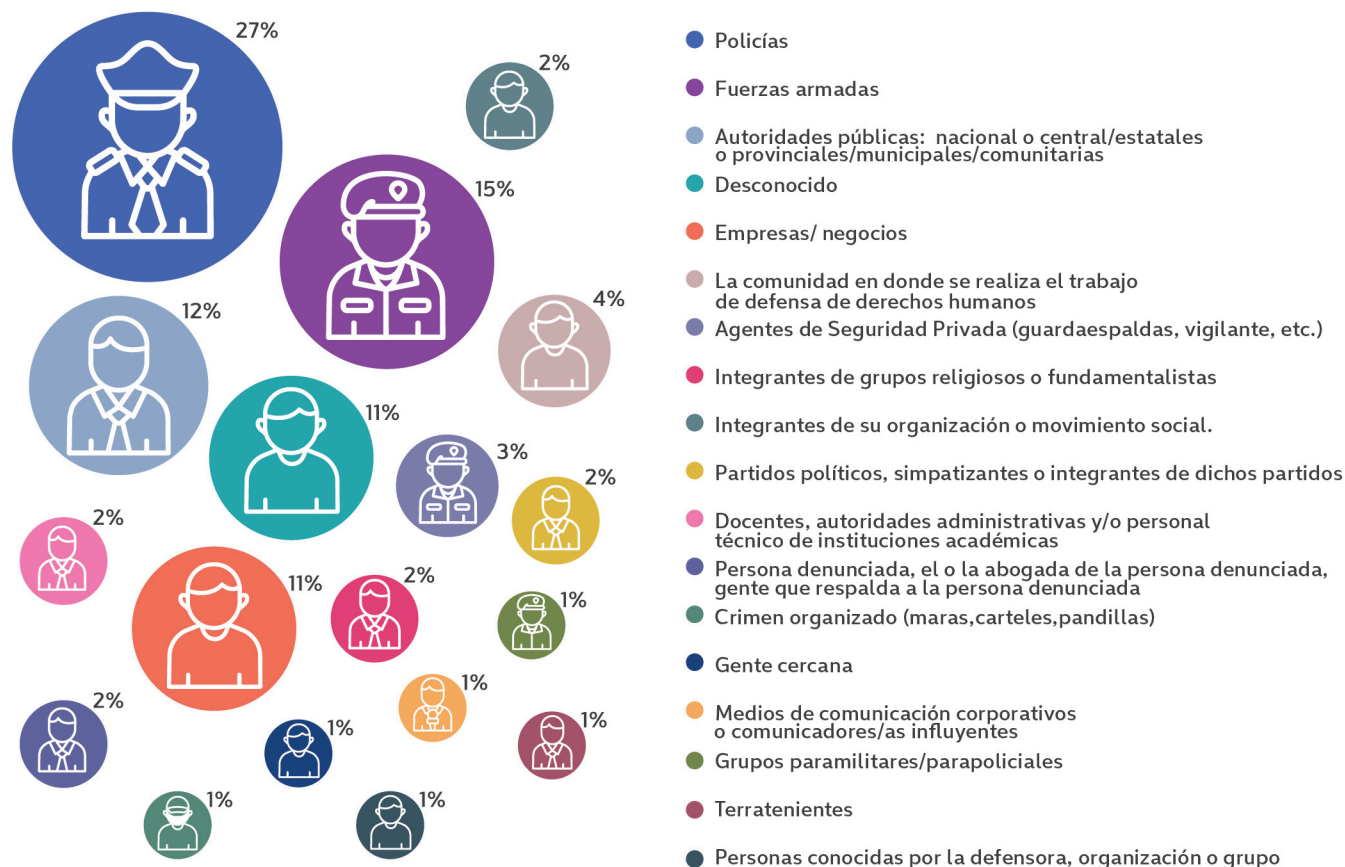 27%
2%
15%
4%
12%
11%
3%
2%
2%
11%
2%
1%
2%
1%
1%
1%
1%
1%
Policías
Fuerzas armadas
Autoridades públicas: nacional o central/estatales
o provinciales/municipales/comunitarias
Desconocido
Empresas/ negocios
La comunidad en donde se realiza el trabajo
de defensa de derechos humanos
Agentes de Seguridad Privada (guardaespaldas, vigilante, etc.)
Integrantes de grupos religiosos o fundamentalistas
Integrantes de su organización o movimiento social.
Partidos políticos, simpatizantes o integrantes de dichos partidos
Docentes, autoridades administrativas y/o personal
técnico de instituciones académicas
Persona denunciada, el o la abogada de la persona denunciada,
gente que respalda a la persona denunciada
Crimen organizado (maras,carteles,pandillas)
Gente cercana
Medios de comunicación corporativos
o comunicadores/as influyentes
Grupos paramilitares/parapoliciales
Terratenientes
Personas conocidas por la defensora, organización o grupo